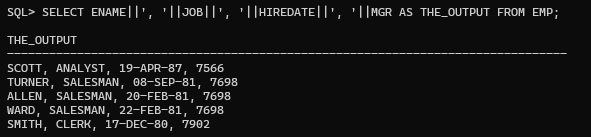 SQL> SELECT ENAME||', '||JOB||', '||HIREDATE||', '||MGR AS THE_OUTPUT FROM EMP;
THE_OUTPUT
--------------------------------------------------------------------------------
SCOTT, ANALYST, 19-APR-87, 7566
TURNER, SALESMAN, 08-SEP-81, 7698
ALLEN, SALESMAN, 20-FEB-81, 7698
WARD, SALESMAN, 22-FEB-81, 7698
SMITH, CLERK, 17-DEC-80, 7902